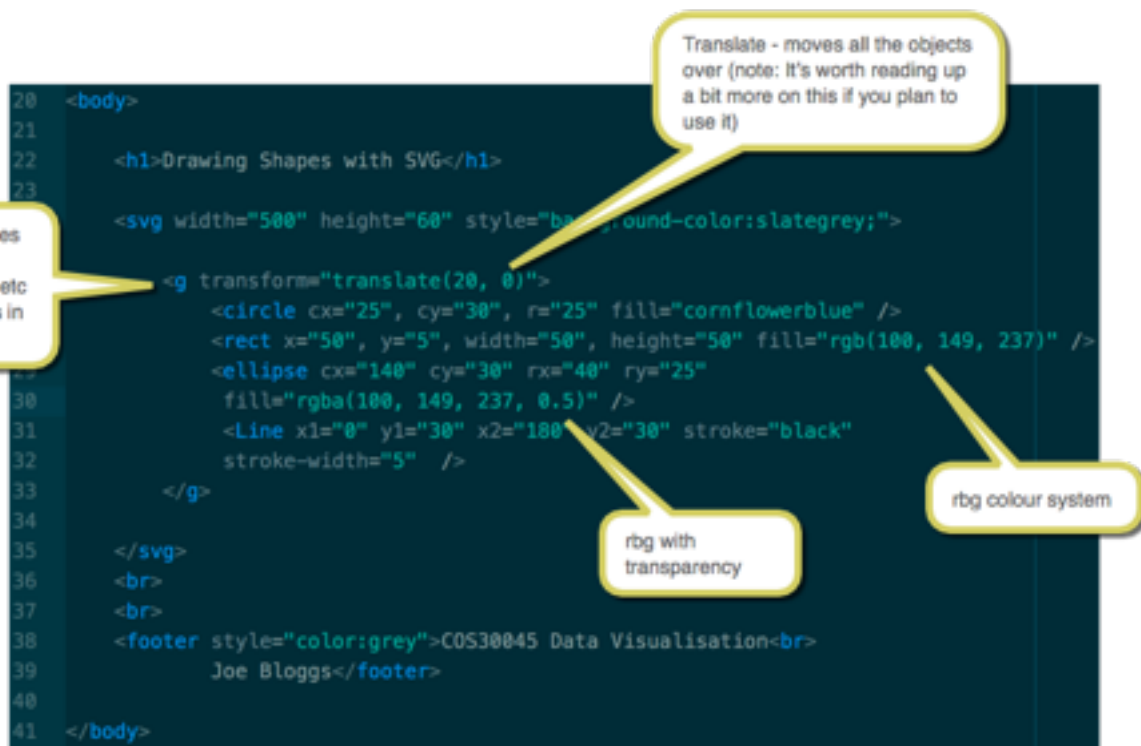 Translate - moves all the objects
over (note: It's worth reading up
a bit more on this if you plan to
use it)
20 <body>
21
22 <h1>Drawing Shapes with SVG</h1>
23
<svg width="500" height="60" style="background-color:slategrey;">
es
etc
s in
<g transform="translate(20, 0)">
<circle cx="25", cy="30", r="25" fill="cornflowerblue" />
<rect x="50", y="5", width="50", height="50" fill="rgb(100, 149, 237)" />
29 <ellipse cx="140" cy="30" rx="40" ry="25"
30 fill="rgba(100, 149, 237, 0.5)" />
31 <Line x1="0" y1="30" x2="180" y2="30" stroke="black"
32 stroke-width="5" />
33 </g>
rbg colour system
34
rbg with
transparency
35 </svg>
36 <br>
37 <br>
38 <footer style="color:grey">COS30045 Data Visualisation<br>
39 Joe Bloggs</footer>
40
41 </body>